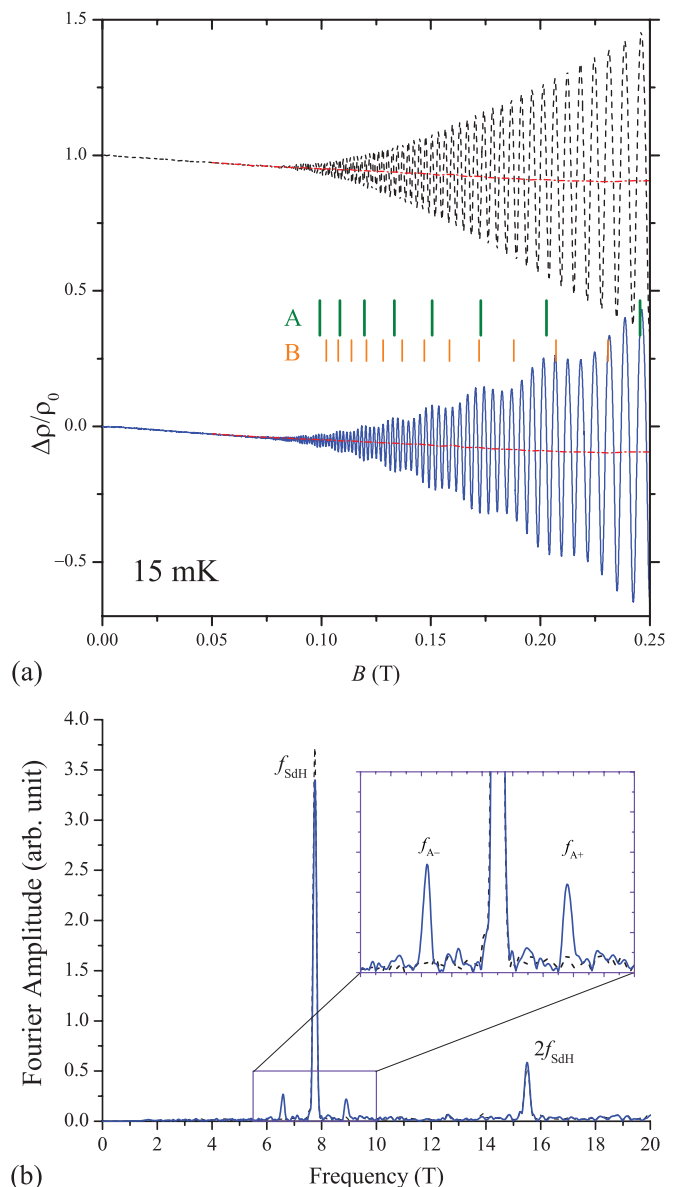 1.5
1.0
0.5
0.0
−0.5
Δρ/ρ0
A
B
15 mK
0.00 0.05 0.10 0.15 0.20 0.25
(a)
B (T)
4.0
3.5
3.0
2.5
2.0
1.5
1.0
0.5
0.0
Fourier Amplitude (arb. unit)
fSdH
fA−
fA+
2fSdH
0 2 4 6 8 10 12 14 16 18 20
(b)
Frequency (T)